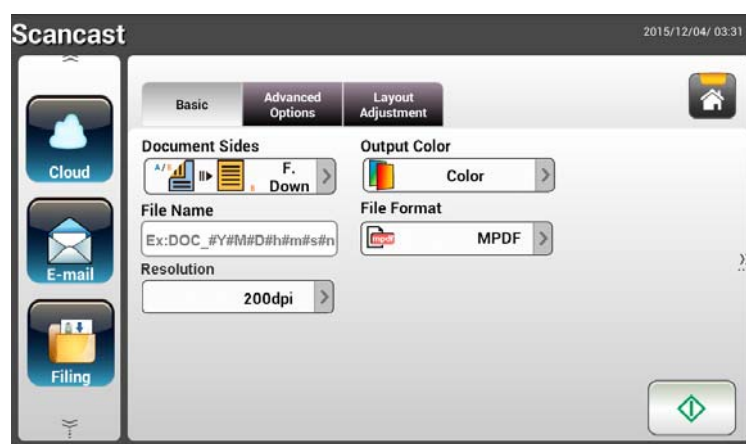 Scancast
2015/12/04/ 03:31
Cloud
E-mail
Filing
Basic
Advanced
Options
Layout
Adjustment
Document Sides
A/B
F.
Down
Output Color
Color
File Name
Ex:DOC_#Y#M#D#h#m#s#n
File Format
mpdf
MPDF
Resolution
200dpi